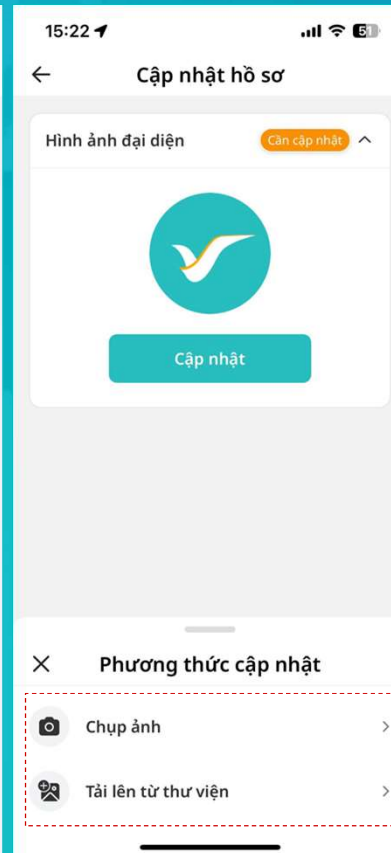 15:22
51
Cập nhật hồ sơ
Hình ảnh đại diện
Cần cập nhật
Cập nhật
Phương thức cập nhật
Chụp ảnh
Tải lên từ thư viện